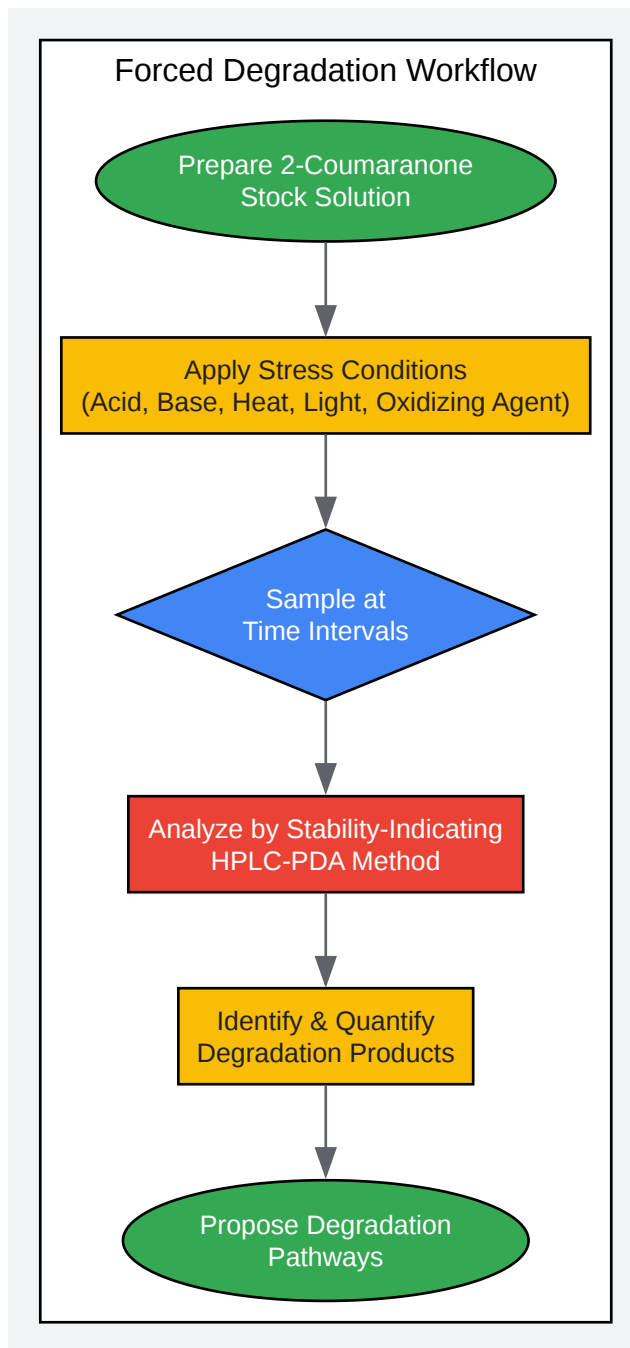 Forced Degradation Workflow
Prepare 2-Coumaranone
Stock Solution
Apply Stress Conditions
(Acid, Base, Heat, Light, Oxidizing Agent)
Sample at
Time Intervals
Analyze by Stability-Indicating
HPLC-PDA Method
Identify & Quantify
Degradation Products
Propose Degradation
Pathways